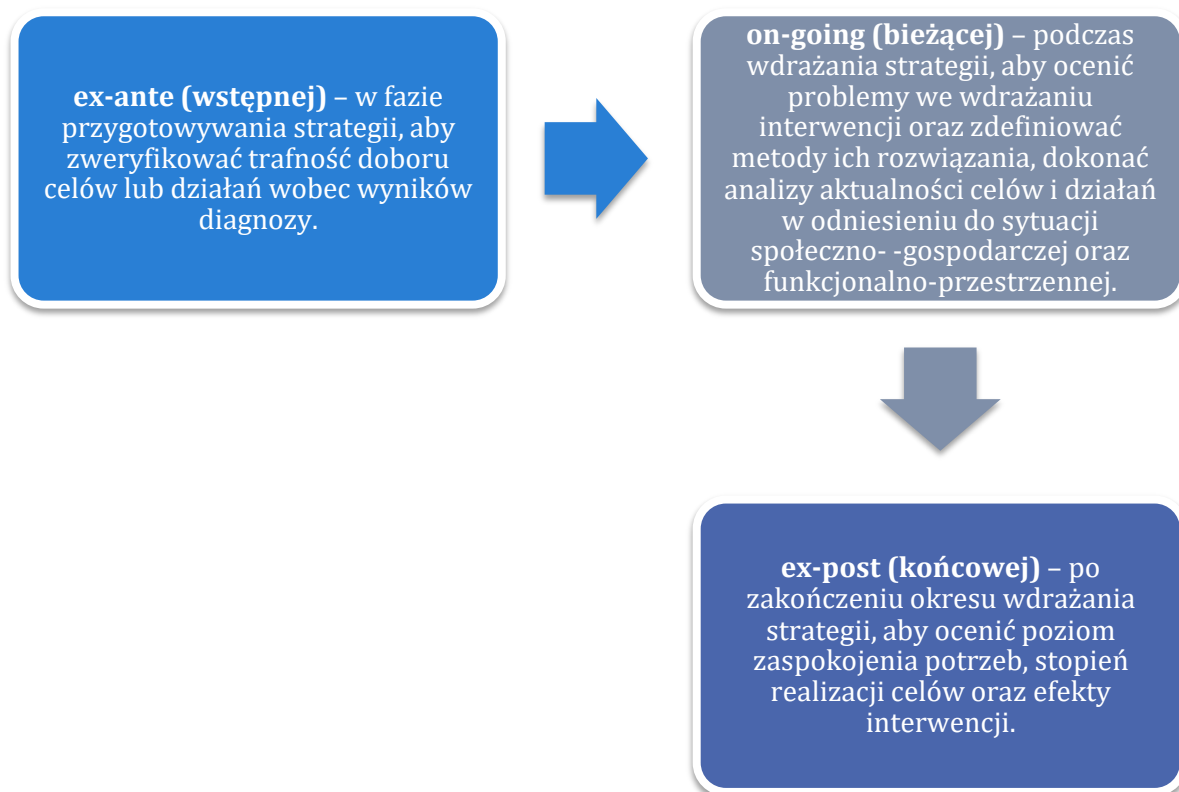 ex-ante (wstępnej) – w fazie
przygotowywania strategii, aby
zweryfikować trafność doboru
celów lub działań wobec wyników
diagnozy.
on-going (bieżącej) – podczas
wdrażania strategii, aby ocenić
problemy we wdrażaniu
interwencji oraz zdefiniować
metody ich rozwiązania, dokonać
analizy aktualności celów i działań
w odniesieniu do sytuacji
społeczno- -gospodarczej oraz
funkcjonalno-przestrzennej.
ex-post (końcowej) – po
zakończeniu okresu wdrażania
strategii, aby ocenić poziom
zaspokojenia potrzeb, stopień
realizacji celów oraz efekty
interwencji.